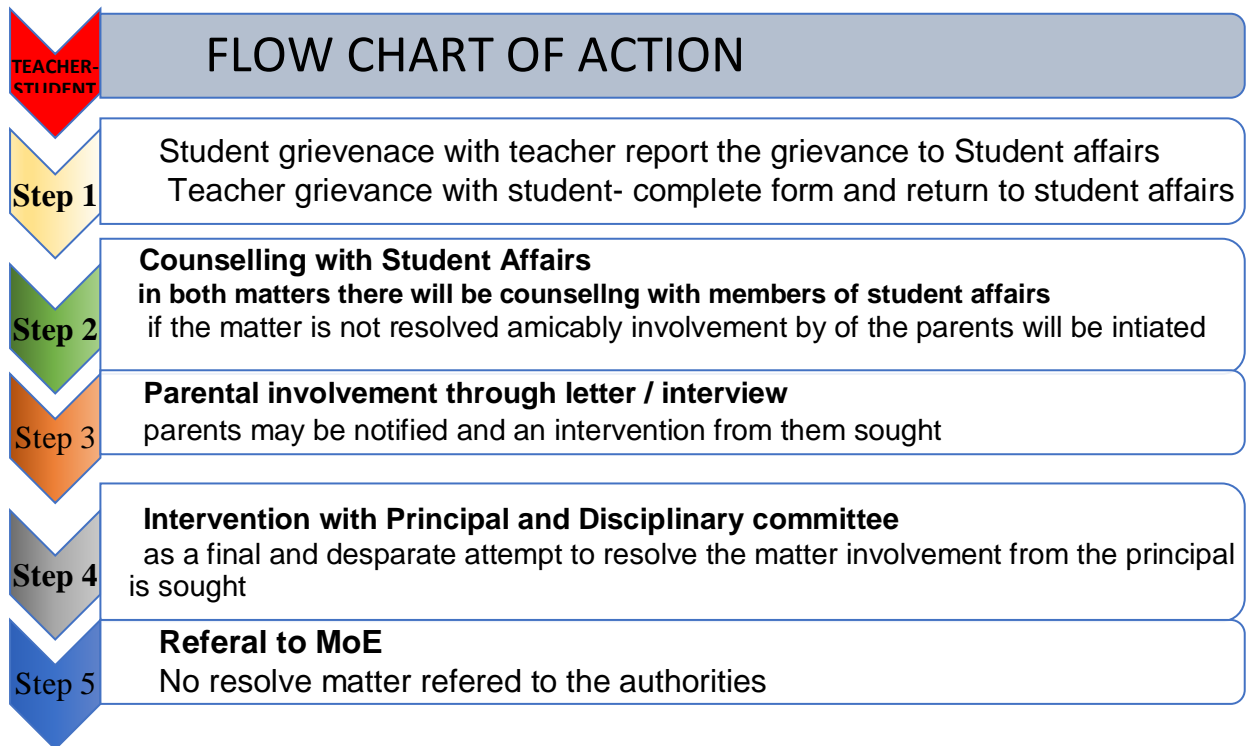 TEACHER-
STUDENT
FLOW CHART OF ACTION
Step 1
Student grievenace with teacher report the grievance to Student affairs
Teacher grievance with student- complete form and return to student affairs
Step 2
Counselling with Student Affairs
in both matters there will be counsellng with members of student affairs
if the matter is not resolved amicably involvement by of the parents will be intiated
Step 3
Parental involvement through letter / interview
parents may be notified and an intervention from them sought
Step 4
Intervention with Principal and Disciplinary committee
as a final and desparate attempt to resolve the matter involvement from the principal
is sought
Step 5
Referal to MoE
No resolve matter refered to the authorities